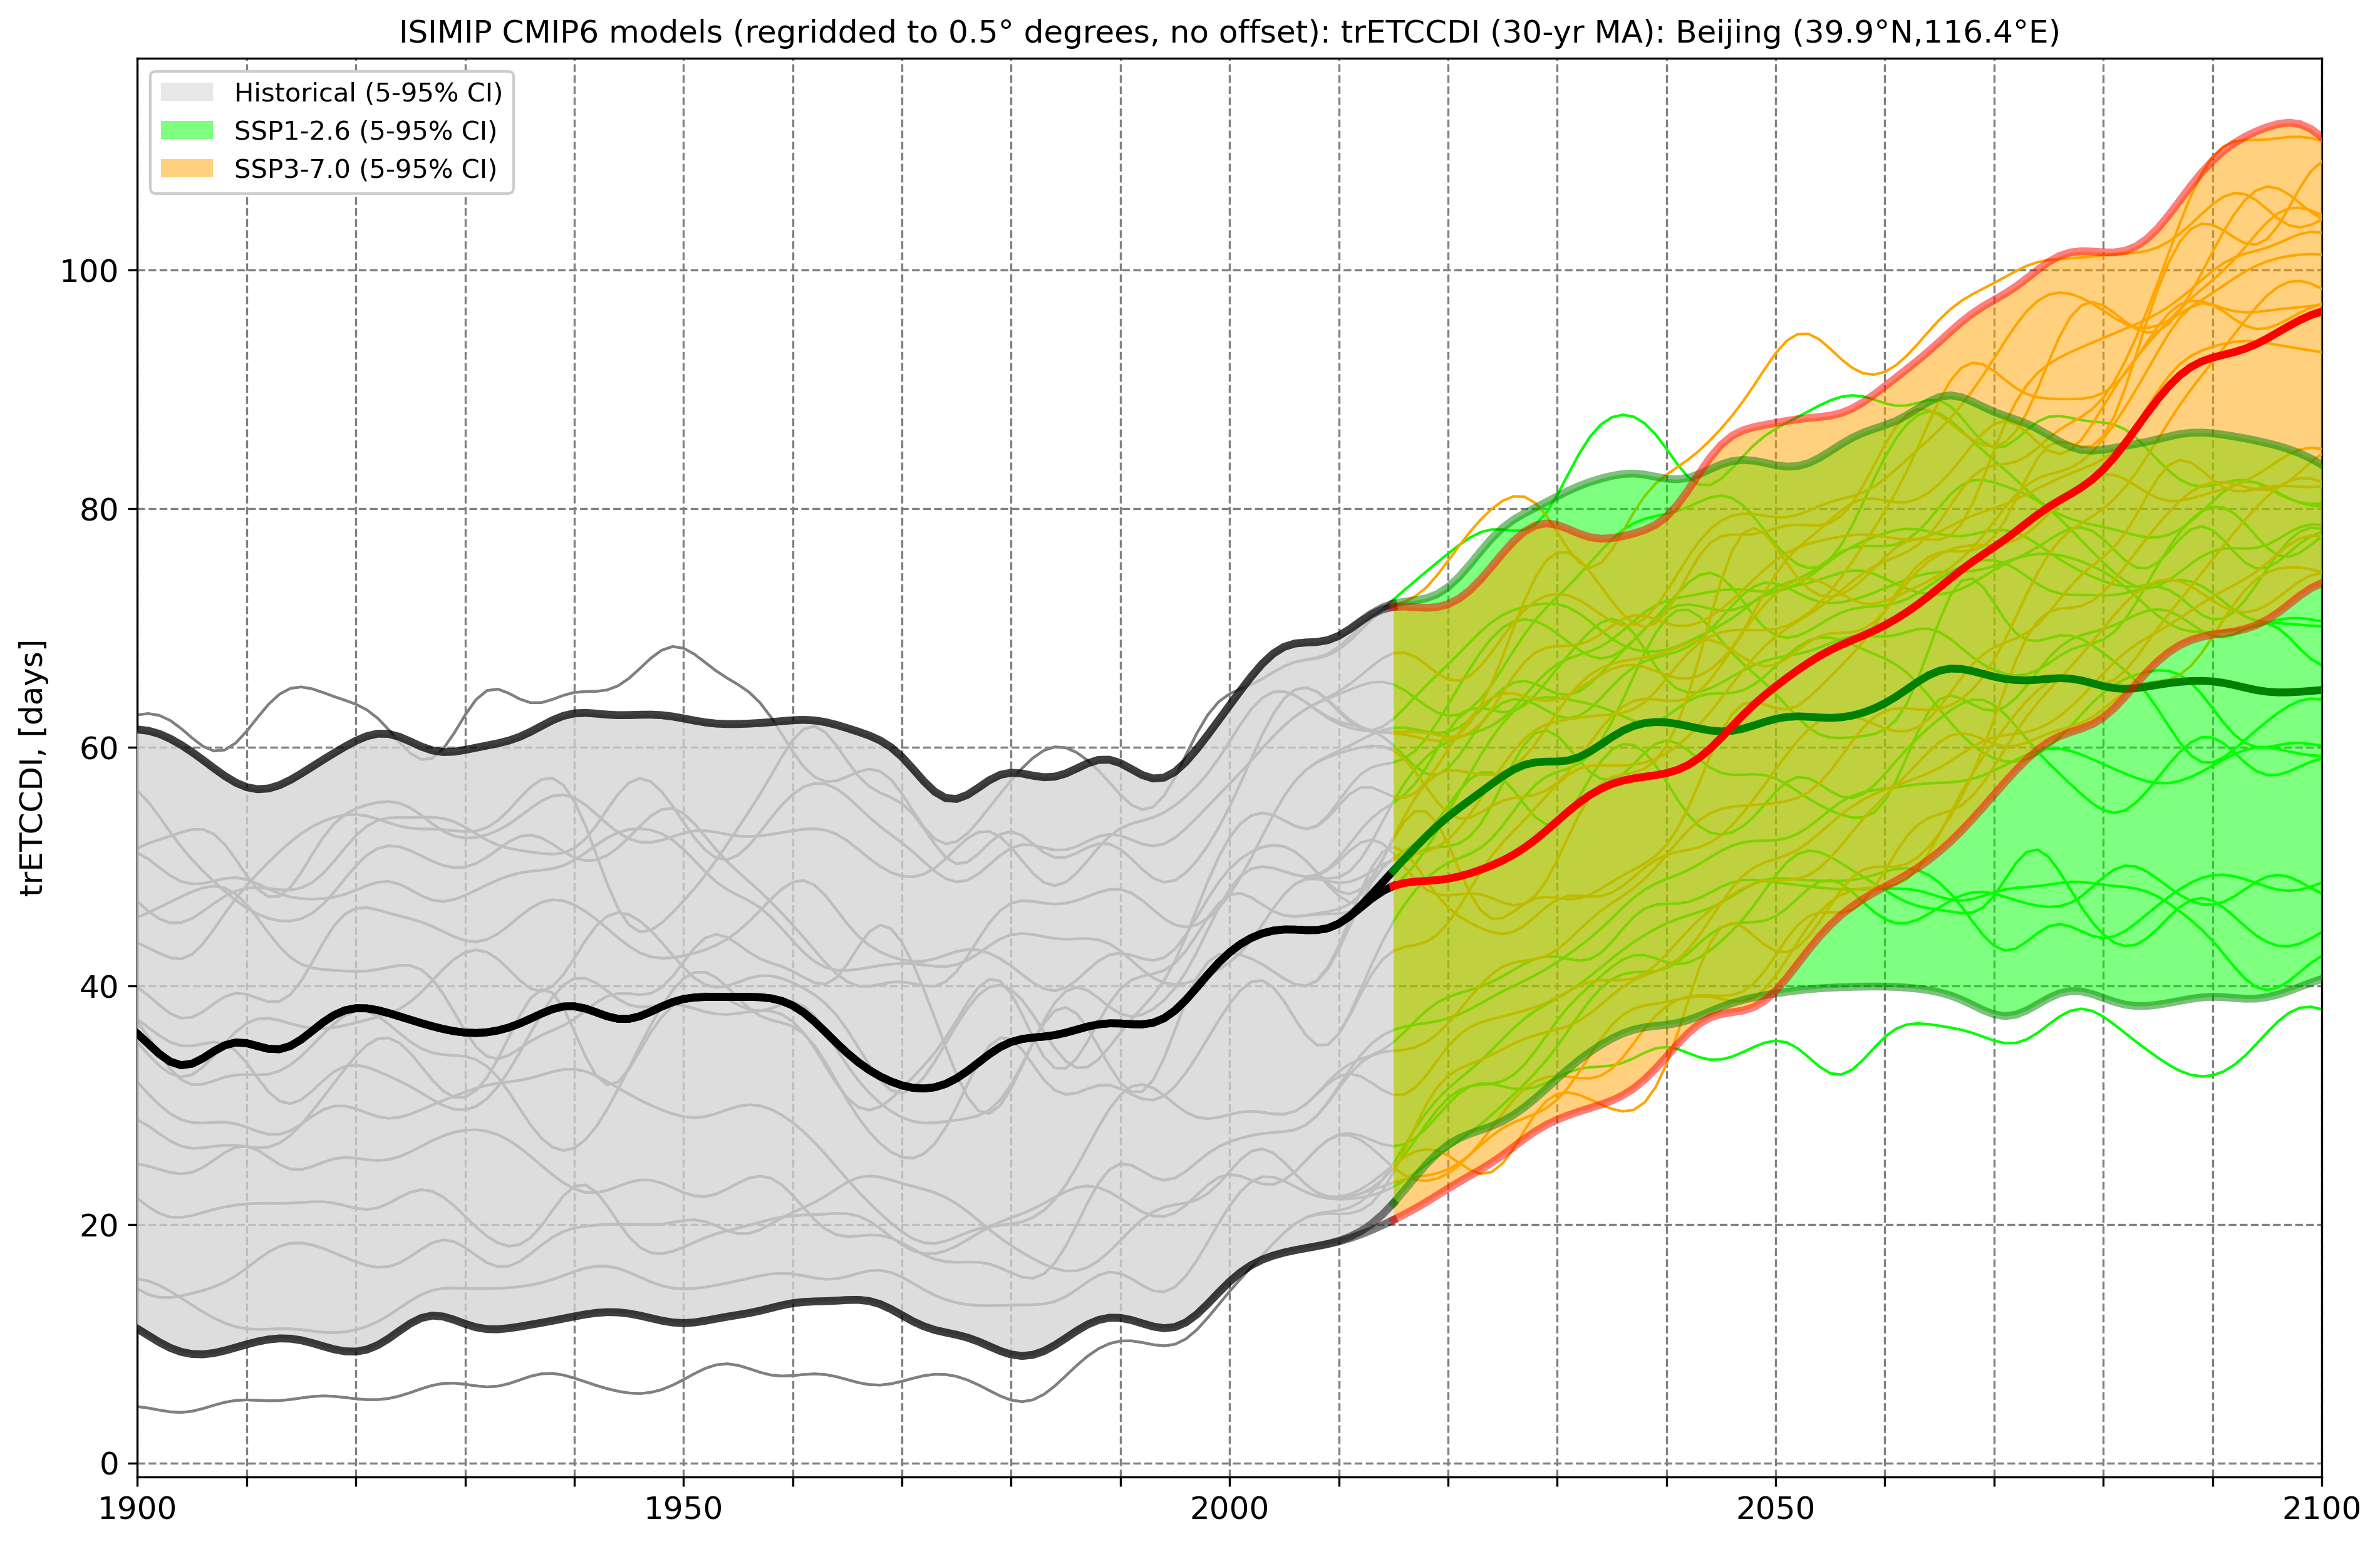 ISIMIP CMIP6 models (regridded to 0.5° degrees, no offset): trETCCDI (30-yr MA): Beijing (39.9°N,116.4°E)
Historical (5-95% CI)
SSP1-2.6 (5-95% CI)
SSP3-7.0 (5-95% CI)
trETCCDI, [days]
100
80
60
40
20
0
1900 1950 2000 2050 2100